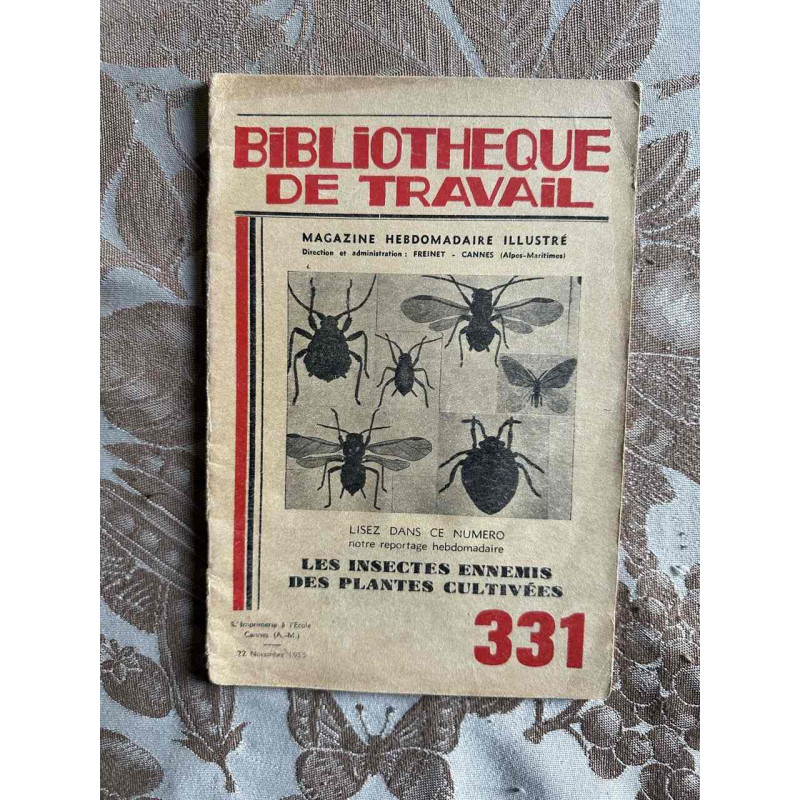 BiBLiOTHEQUE
DE TRAVAiL
MAGAZINE HEBDOMADAIRE ILLUSTRÉ
Direction et administration : FREINET - CANNES (Alpes-Maritimes)
LISEZ DANS CE NUMERO
notre reportage hebdomadaire
LES INSECTES ENNEMIS
DES PLANTES CULTIVÉES
L'Imprimerie à l'Ecole
Cannes (A.-M.)
22 Novembre 1955
331